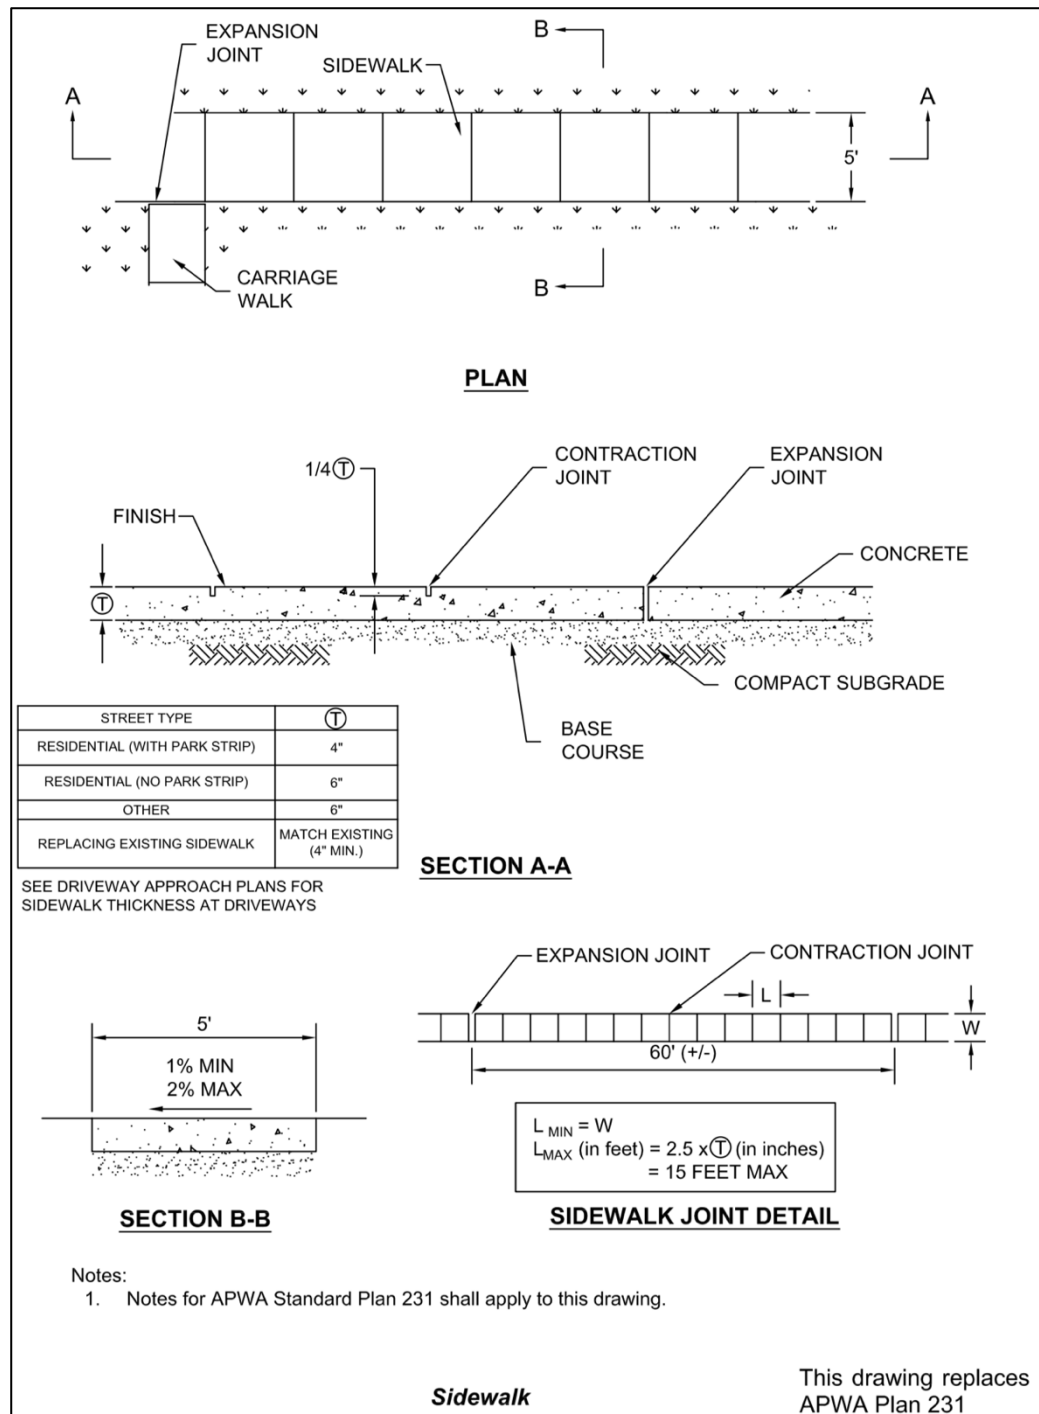 EXPANSION
JOINT
SIDEWALK
B
A
A
5'
B
CARRIAGE
WALK
PLAN
1/4 Ⓣ
CONTRACTION
JOINT
EXPANSION
JOINT
FINISH
CONCRETE
Ⓣ
COMPACT SUBGRADE
BASE
COURSE
STREET TYPE Ⓣ
RESIDENTIAL (WITH PARK STRIP) 4"
RESIDENTIAL (NO PARK STRIP) 6"
OTHER 6"
REPLACING EXISTING SIDEWALK MATCH EXISTING
(4" MIN.)
SEE DRIVEWAY APPROACH PLANS FOR
SIDEWALK THICKNESS AT DRIVEWAYS
SECTION A-A
EXPANSION JOINT
CONTRACTION JOINT
L
W
60' (+/-)
5'
1% MIN
2% MAX
L MIN = W
LMAX (in feet) = 2.5 x Ⓣ (in inches)
= 15 FEET MAX
SECTION B-B
SIDEWALK JOINT DETAIL
Notes:
1. Notes for APWA Standard Plan 231 shall apply to this drawing.
Sidewalk
This drawing replaces
APWA Plan 231